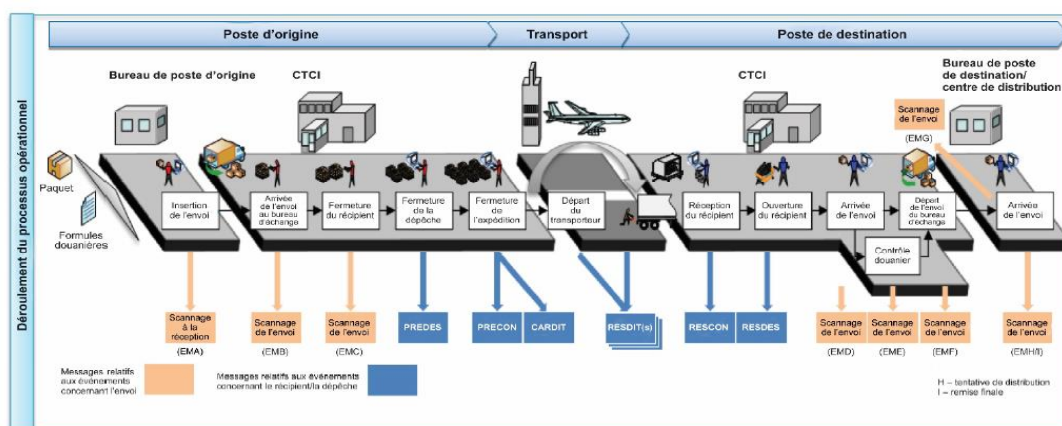 Déroulement du processus opérationnel
Poste d'origine
Transport
Poste de destination
Bureau de poste d'origine
CTCI
CTCI
Bureau de poste
de destination/
centre de distribution
Scannage
de l'envoi
(EMG)
Paquet
Formules
douanières
Insertion
de l'envoi
Arrivée
de l'envoi
au bureau
d'échange
Fermeture
du récipient
Fermeture
de la
dépêche
Fermeture
de
l'expédition
Départ
du
transporteur
Réception
du récipient
Ouverture
du récipient
Arrivée
de l'envoi
Départ
de l'envoi
du bureau
d'échange
Arrivée
de l'envoi
Contrôle
douanier
Scannage
à la
réception
(EMA)
Scannage
de l'envoi
(EMB)
Scannage
de l'envoi
(EMC)
PREDES
PRECON
CARDIT
RESDIT(s)
RESCON
RESDES
Scannage
de l'envoi
(EMD)
Scannage
de l'envoi
(EME)
Scannage
de l'envoi
(EMF)
Scannage
de l'envoi
(EMH/I)
Messages relatifs
aux événements
concernant l'envoi
Messages relatifs aux événements
concernant le récipient/la dépêche
H – tentative de distribution
I – remise finale